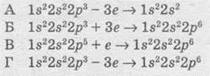 А 1s²2s²2p³ − 3e → 1s²2s²
Б 1s²2s²2p³ + 3e → 1s²2s²2p⁶
В 1s²2s²2p³ + e → 1s²2s²2p⁶
Г 1s²2s²2p³ − 3e → 1s²2s²2p⁶